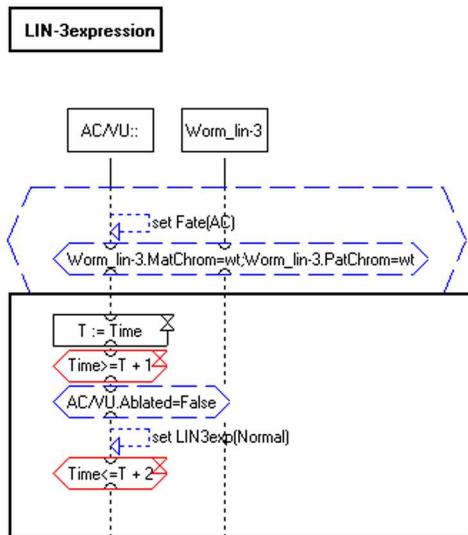 LIN-3expression
AC/VU::
Worm_lin-3
set Fate(AC)
Worm_lin-3.MatChrom=wt;Worm_lin-3.PatChrom=wt
T := Time
Time>=T + 1
AC/VU.Ablated=False
set LIN3exp(Normal)
Time<=T + 2